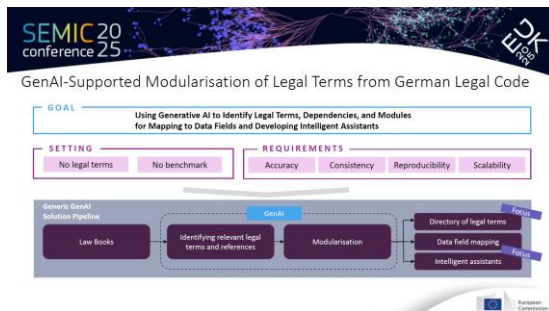 SEMIC 20
conference 25
GenAI-Supported Modularisation of Legal Terms from German Legal Code
GOAL
Using Generative AI to Identify Legal Terms, Dependencies, and Modules
for Mapping to Data Fields and Developing Intelligent Assistants
SETTING
No legal terms
No benchmark
REQUIREMENTS
Accuracy
Consistency
Reproducibility
Scalability
Generic GenAI
Solution Pipeline
GenAI
Law Books
Identifying relevant legal
terms and references
Modularisation
Focus
Directory of legal terms
Data field mapping
Focus
Intelligent assistants
European
Commission